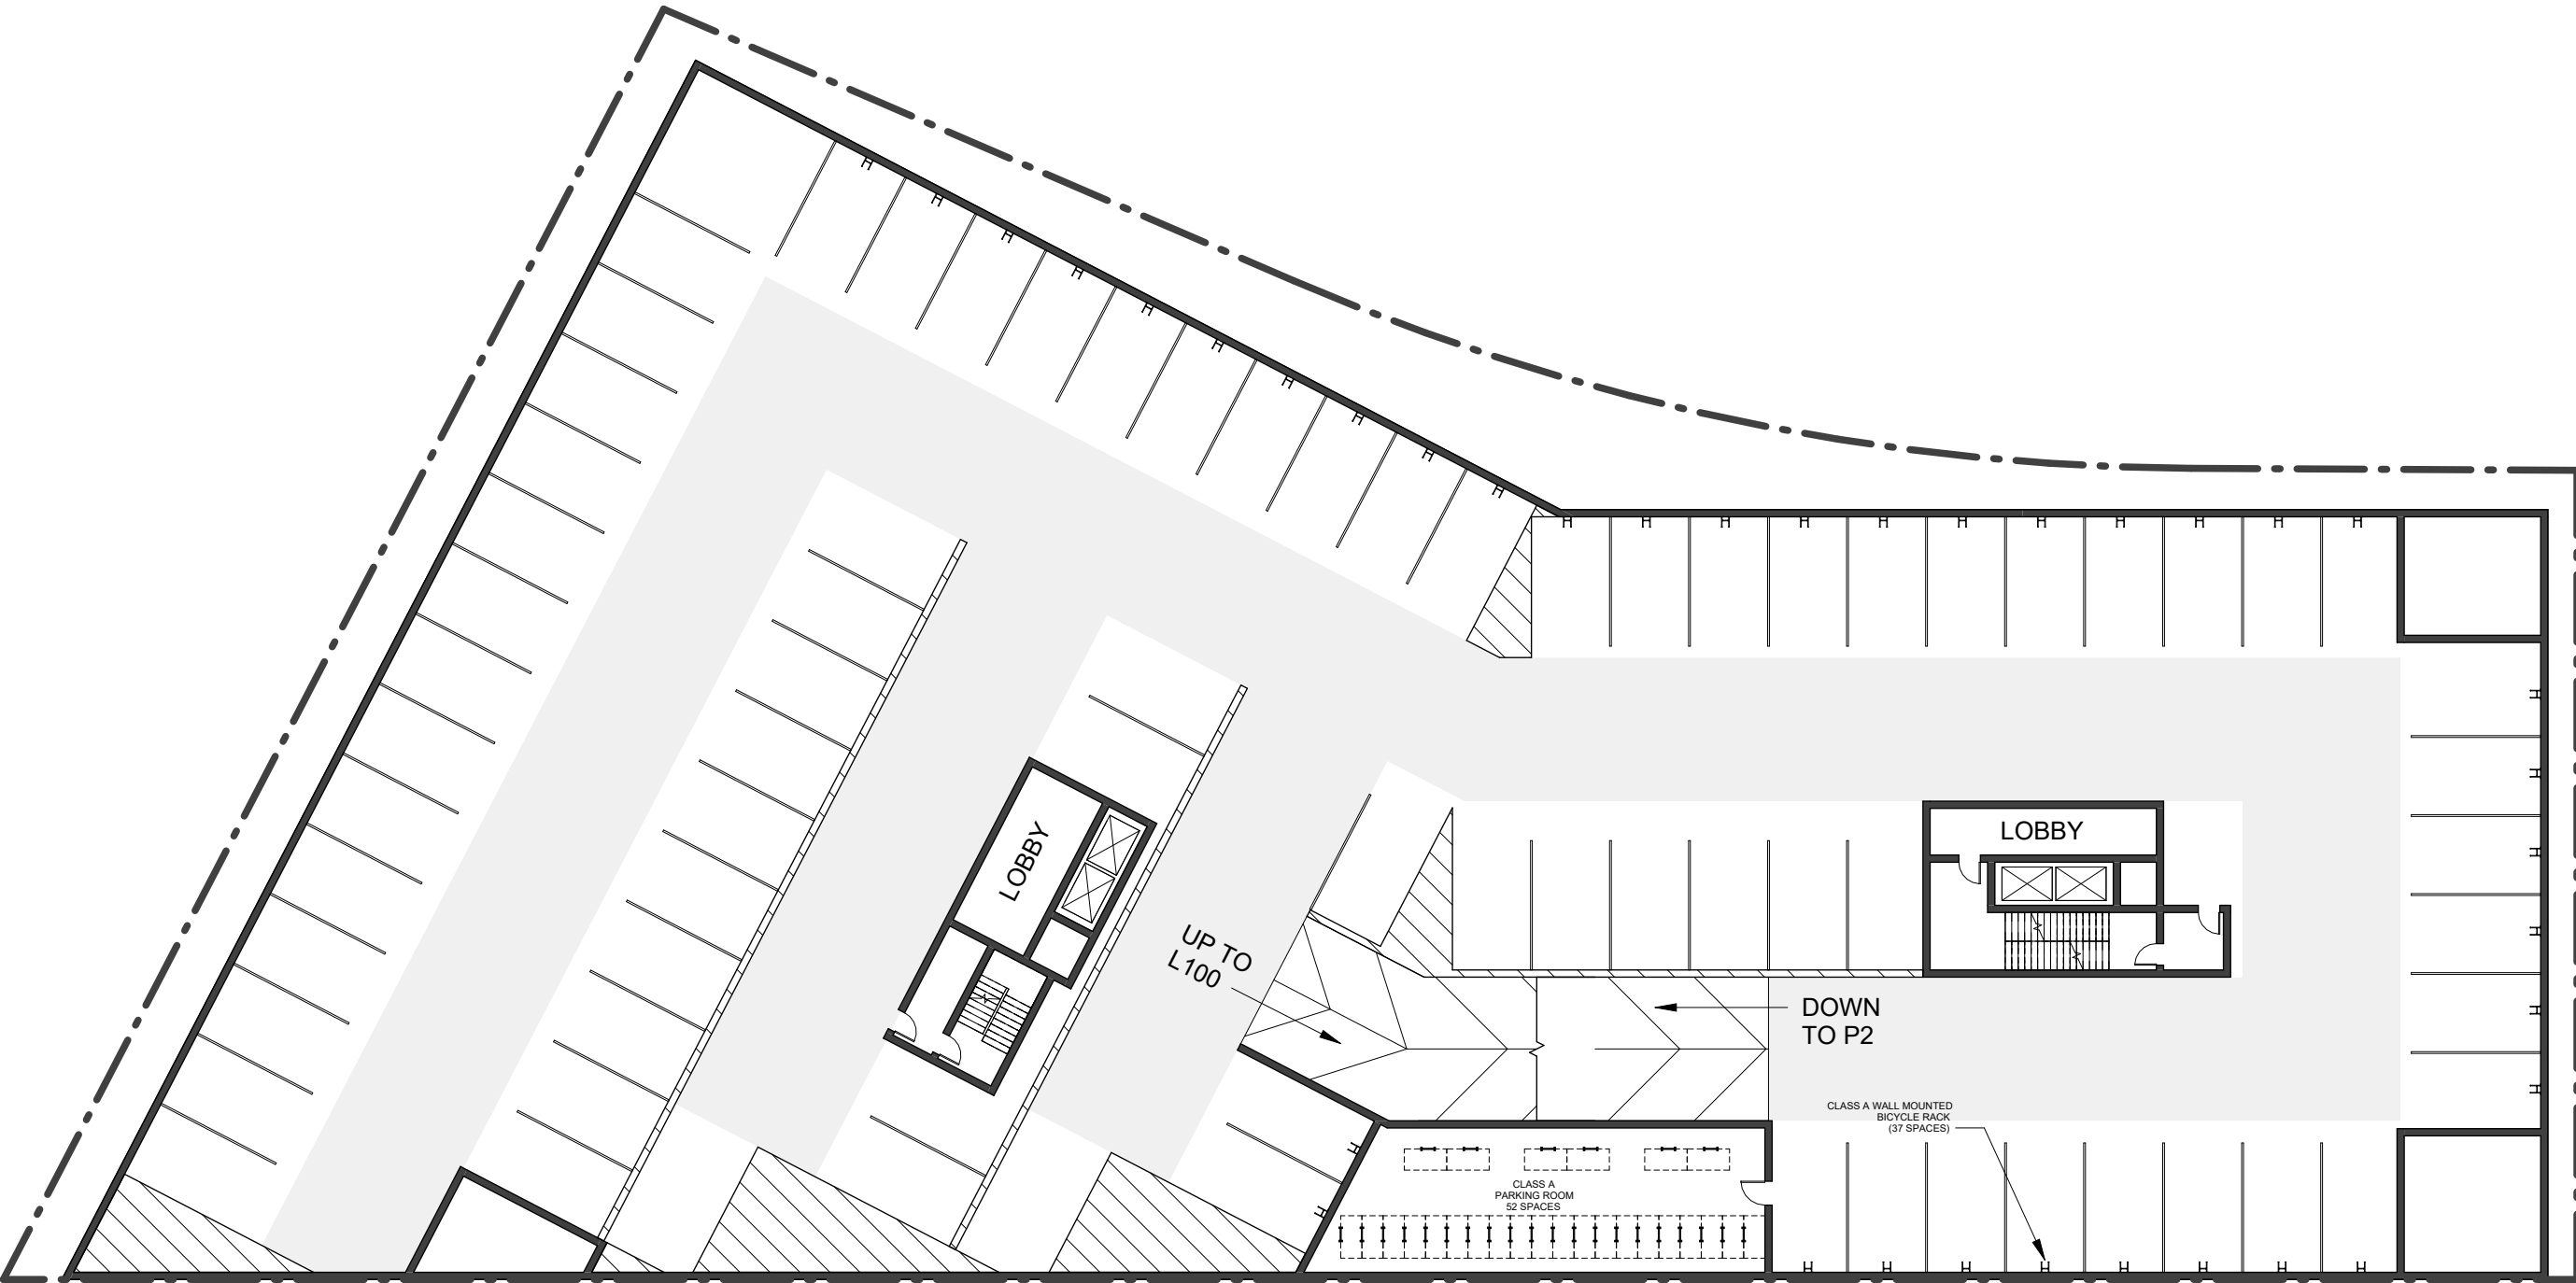 LOBBY
LOBBY
UP TO
L100
DOWN
TO P2
CLASS A WALL MOUNTED
BICYCLE RACK
(37 SPACES)
CLASS A
PARKING ROOM
52 SPACES